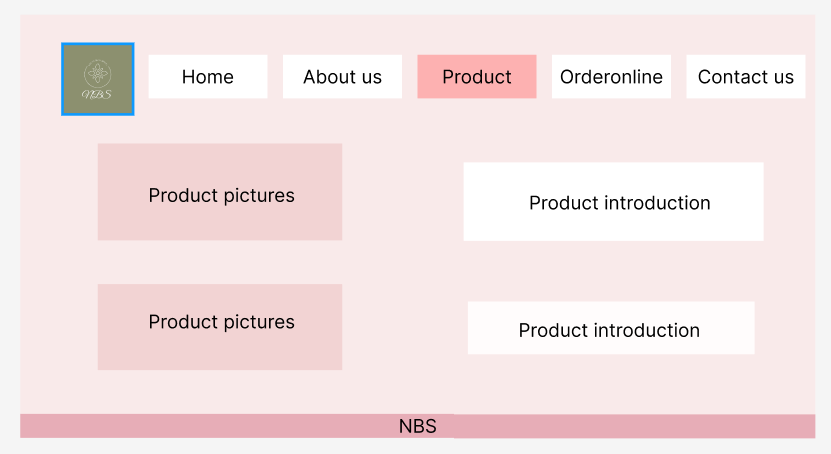 NBS
Home
About us
Product
Orderonline
Contact us
Product pictures
Product introduction
Product pictures
Product introduction
NBS